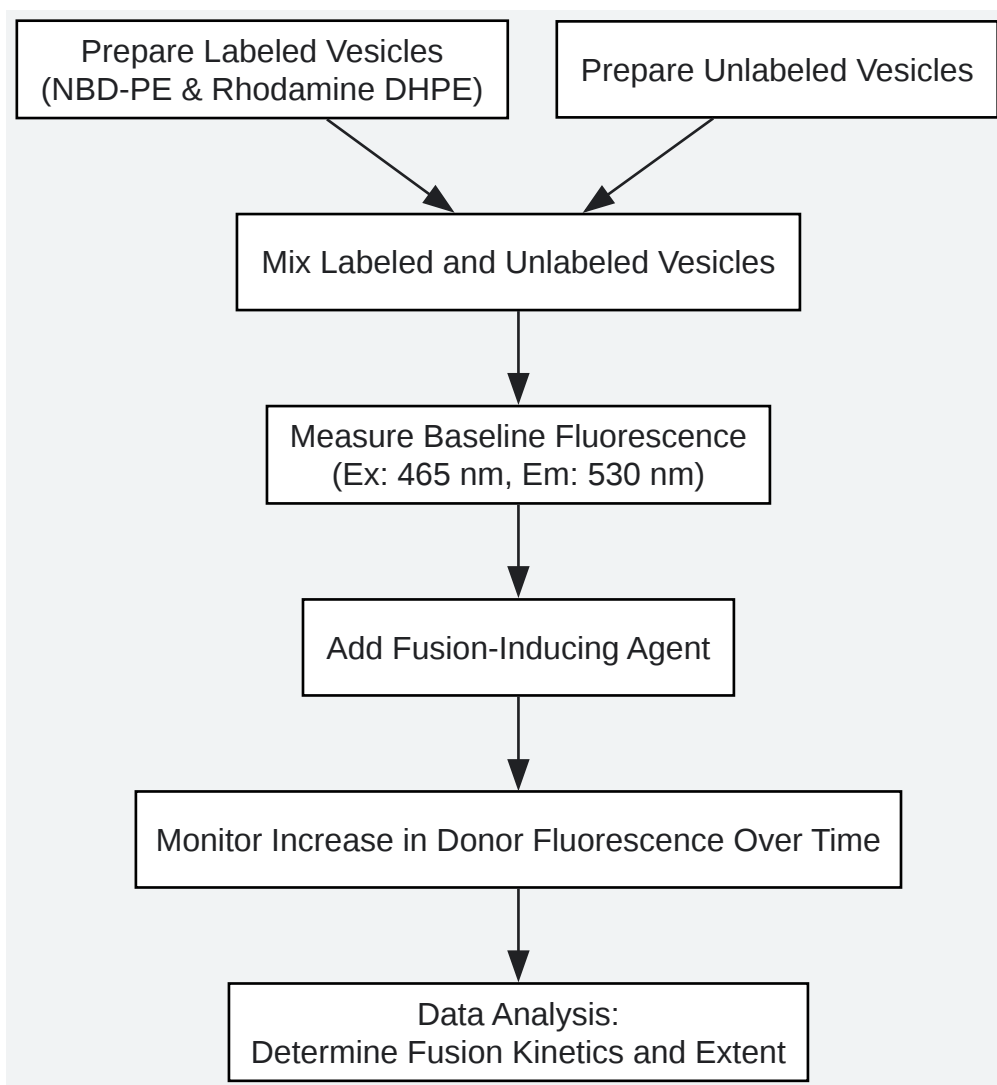 Prepare Labeled Vesicles
(NBD-PE & Rhodamine DHPE)
Prepare Unlabeled Vesicles
Mix Labeled and Unlabeled Vesicles
Measure Baseline Fluorescence
(Ex: 465 nm, Em: 530 nm)
Add Fusion-Inducing Agent
Monitor Increase in Donor Fluorescence Over Time
Data Analysis:
Determine Fusion Kinetics and Extent